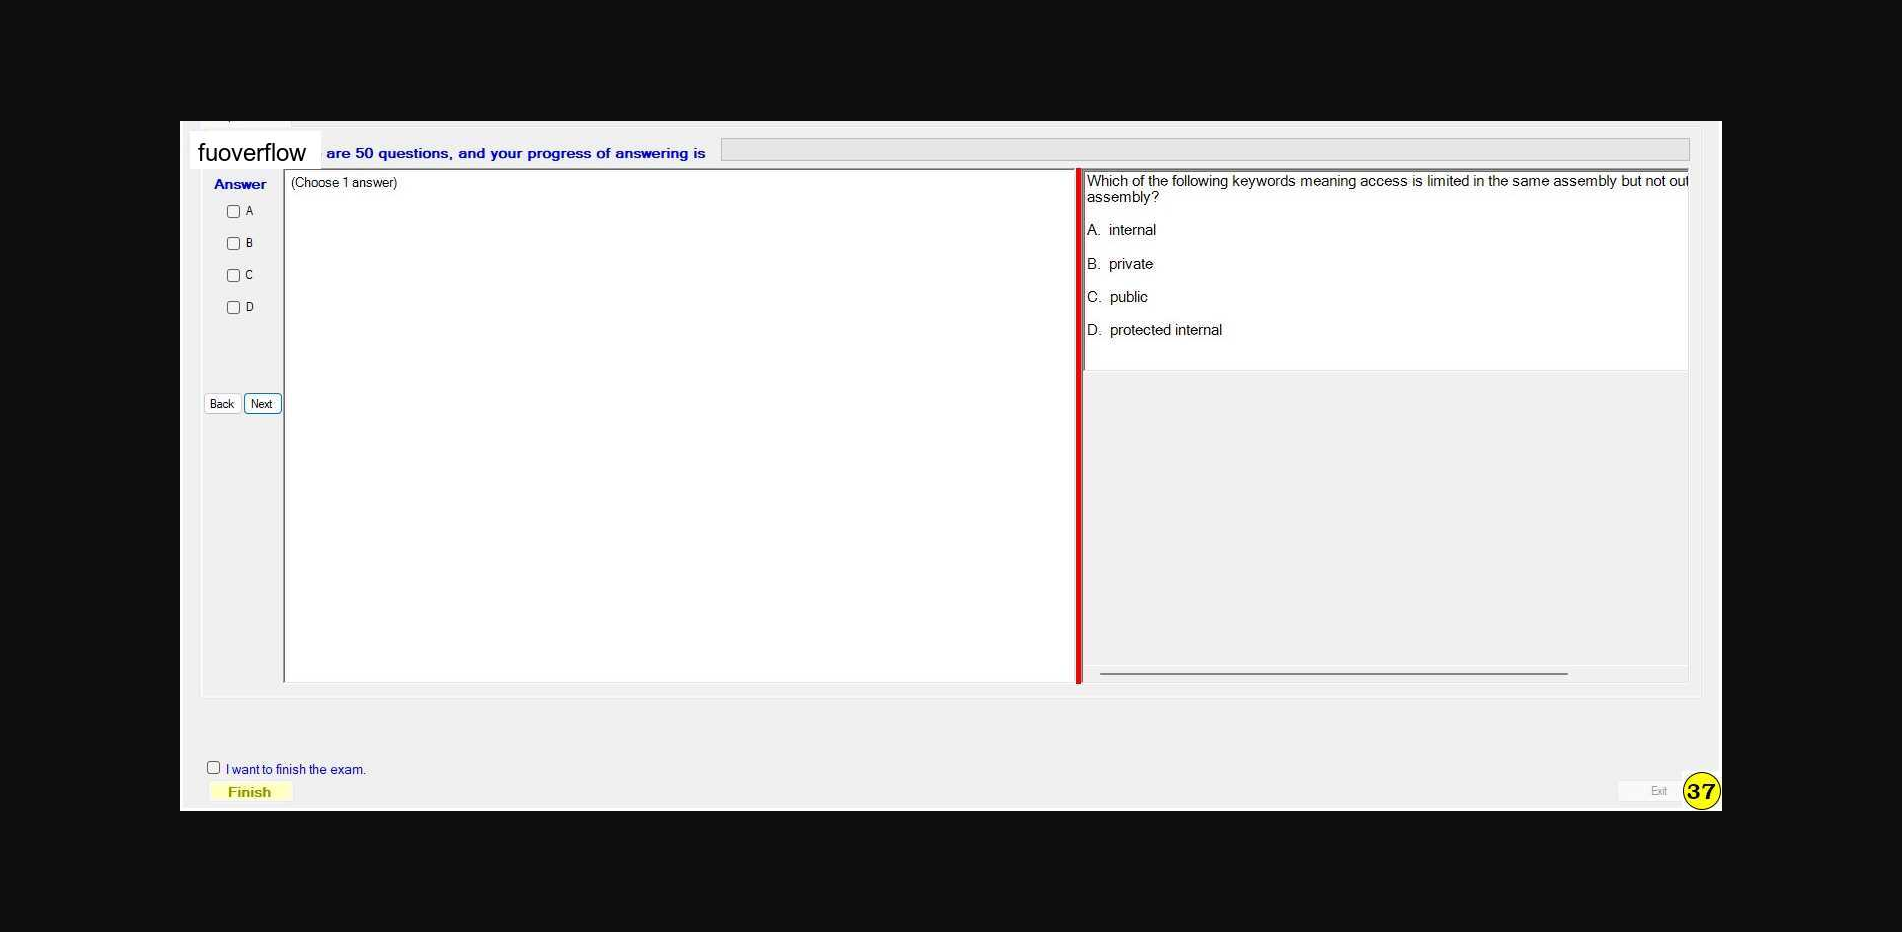 fuoverflow are 50 questions, and your progress of answering is
Answer
(Choose 1 answer)
A
B
C
D
Back Next
Which of the following keywords meaning access is limited in the same assembly but not out
assembly?
A. internal
B. private
C. public
D. protected internal
I want to finish the exam.
Finish
Exit
37